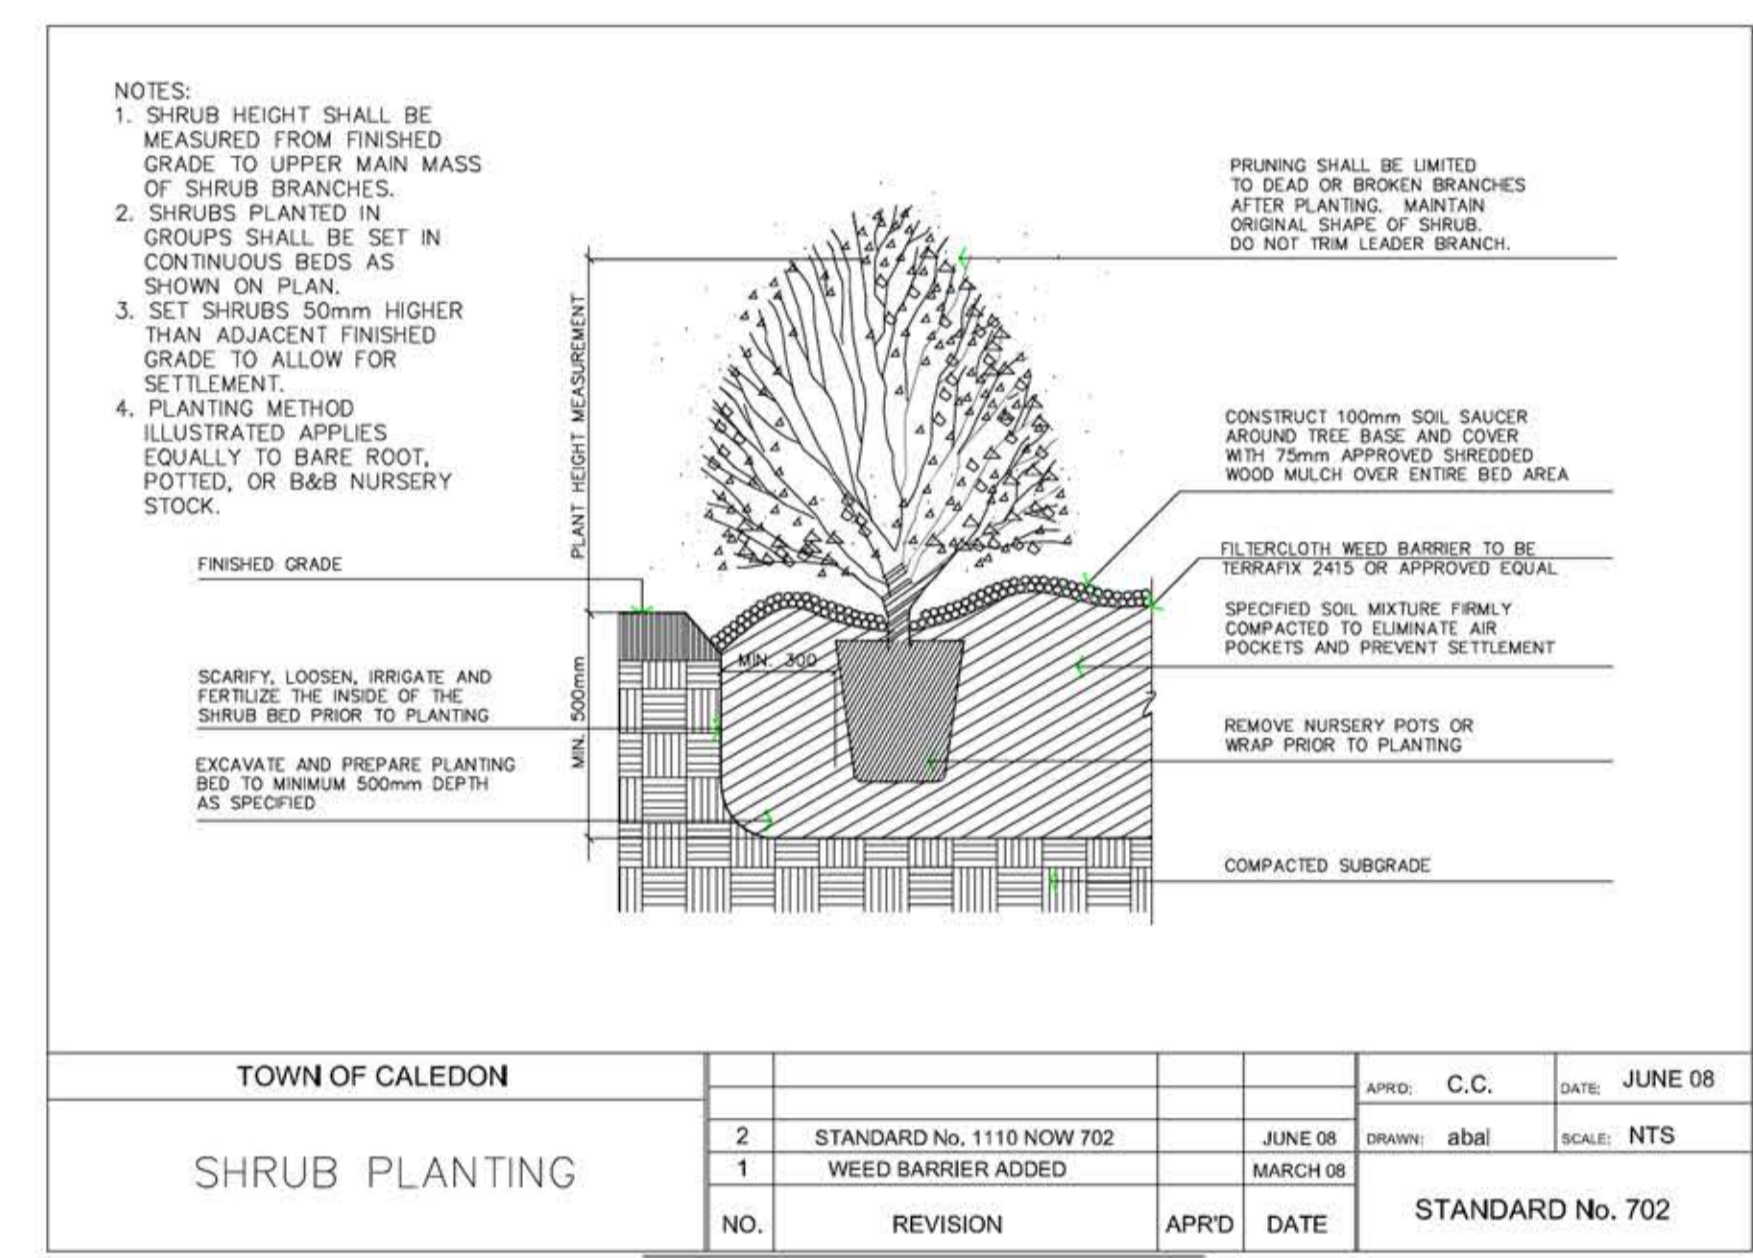 NOTES:
1. SHRUB HEIGHT SHALL BE
MEASURED FROM FINISHED
GRADE TO UPPER MAIN MASS
OF SHRUB BRANCHES.
2. SHRUBS PLANTED IN
GROUPS SHALL BE SET IN
CONTINUOUS BEDS AS
SHOWN ON PLAN.
3. SET SHRUBS 50mm HIGHER
THAN ADJACENT FINISHED
GRADE TO ALLOW FOR
SETTLEMENT.
4. PLANTING METHOD
ILLUSTRATED APPLIES
EQUALLY TO BARE ROOT,
POTTED, OR B&B NURSERY
STOCK.
FINISHED GRADE
SCARIFY, LOOSEN, IRRIGATE AND
FERTILIZE THE INSIDE OF THE
SHRUB BED PRIOR TO PLANTING
EXCAVATE AND PREPARE PLANTING
BED TO MINIMUM 500mm DEPTH
AS SPECIFIED
PLANT HEIGHT MEASUREMENT
MIN. 500mm
MIN. 300
PRUNING SHALL BE LIMITED
TO DEAD OR BROKEN BRANCHES
AFTER PLANTING. MAINTAIN
ORIGINAL SHAPE OF SHRUB.
DO NOT TRIM LEADER BRANCH.
CONSTRUCT 100mm SOIL SAUCER
AROUND TREE BASE AND COVER
WITH 75mm APPROVED SHREDDED
WOOD MULCH OVER ENTIRE BED AREA
FILTERCLOTH WEED BARRIER TO BE
TERRAFIX 2415 OR APPROVED EQUAL
SPECIFIED SOIL MIXTURE FIRMLY
COMPACTED TO ELIMINATE AIR
POCKETS AND PREVENT SETTLEMENT
REMOVE NURSERY POTS OR
WRAP PRIOR TO PLANTING
COMPACTED SUBGRADE
TOWN OF CALEDON
SHRUB PLANTING
2 STANDARD No. 1110 NOW 702 JUNE 08
1 WEED BARRIER ADDED MARCH 08
NO. REVISION APR'D DATE
APR'D: C.C. DATE: JUNE 08
DRAWN: abal SCALE: NTS
STANDARD No. 702